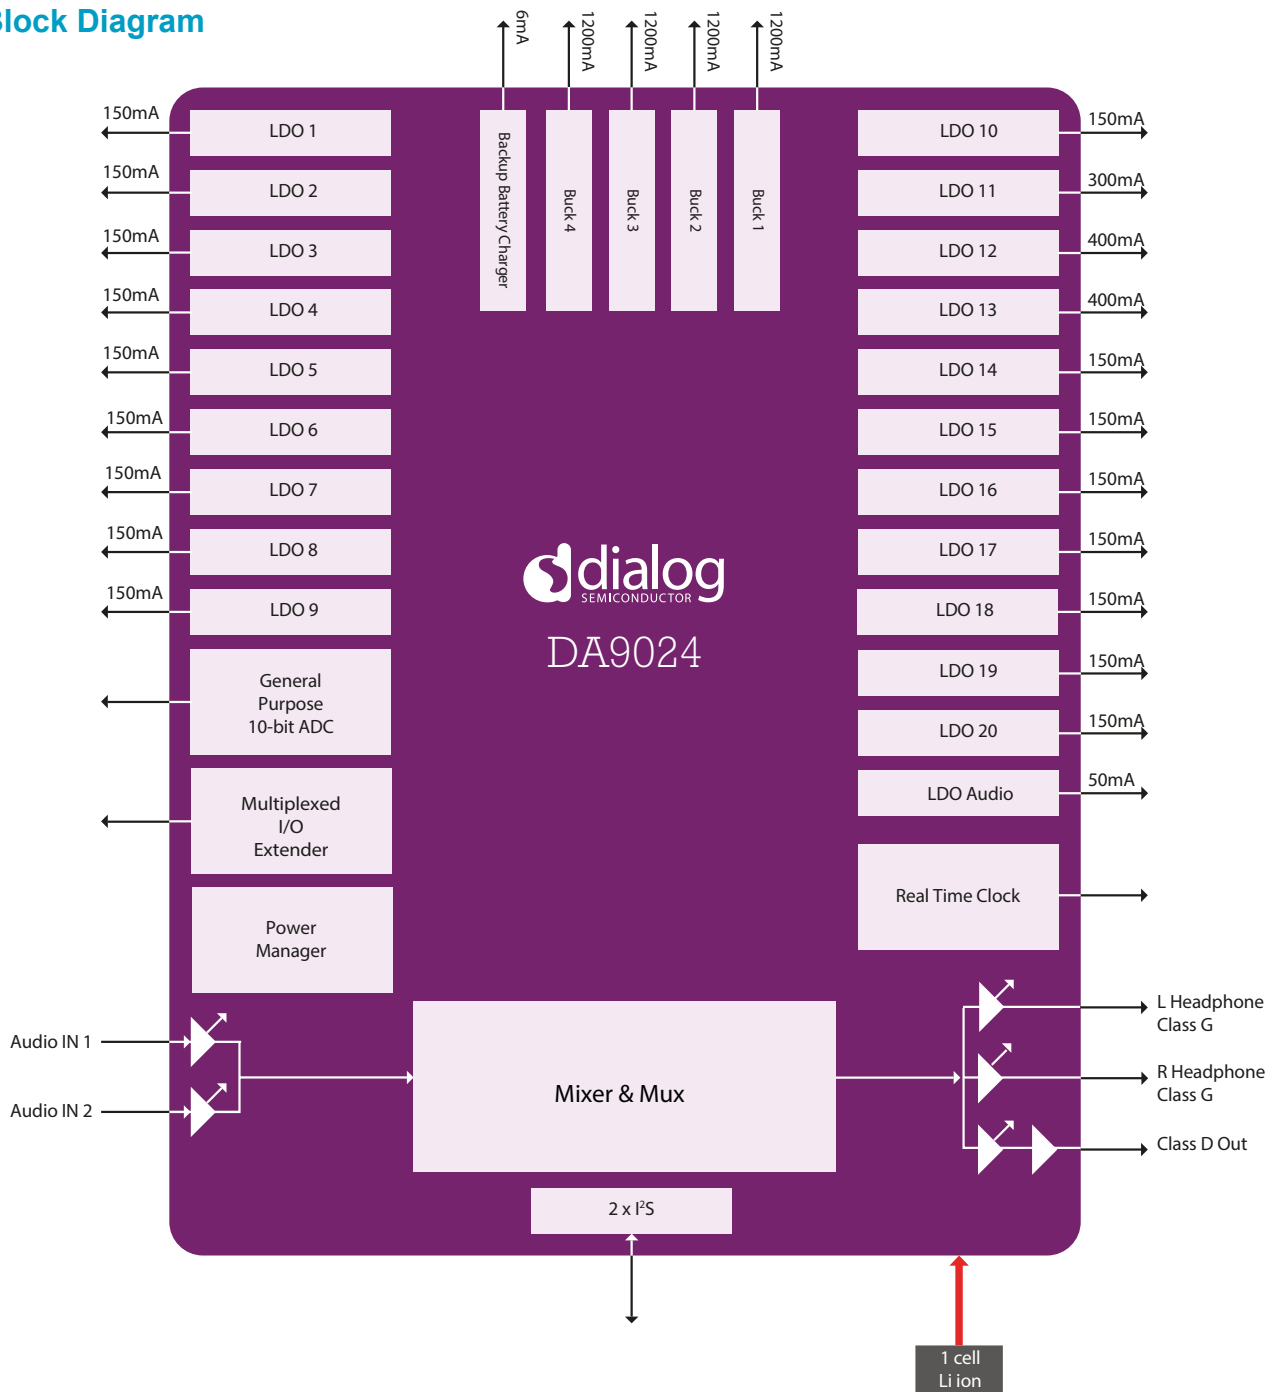 Block Diagram
6mA
1200mA
1200mA
1200mA
1200mA
Backup Battery Charger
Buck 4
Buck 3
Buck 2
Buck 1
150mA
LDO 1
150mA
LDO 2
150mA
LDO 3
150mA
LDO 4
150mA
LDO 5
150mA
LDO 6
150mA
LDO 7
150mA
LDO 8
150mA
LDO 9
General
Purpose
10-bit ADC
Multiplexed
I/O
Extender
Power
Manager
LDO 10
150mA
LDO 11
300mA
LDO 12
400mA
LDO 13
400mA
LDO 14
150mA
LDO 15
150mA
LDO 16
150mA
LDO 17
150mA
LDO 18
150mA
LDO 19
150mA
LDO 20
150mA
LDO Audio
50mA
Real Time Clock
dialog
SEMICONDUCTOR
DA9024
Audio IN 1
Audio IN 2
Mixer & Mux
L Headphone
Class G
R Headphone
Class G
Class D Out
2 x I²S
1 cell
Li ion